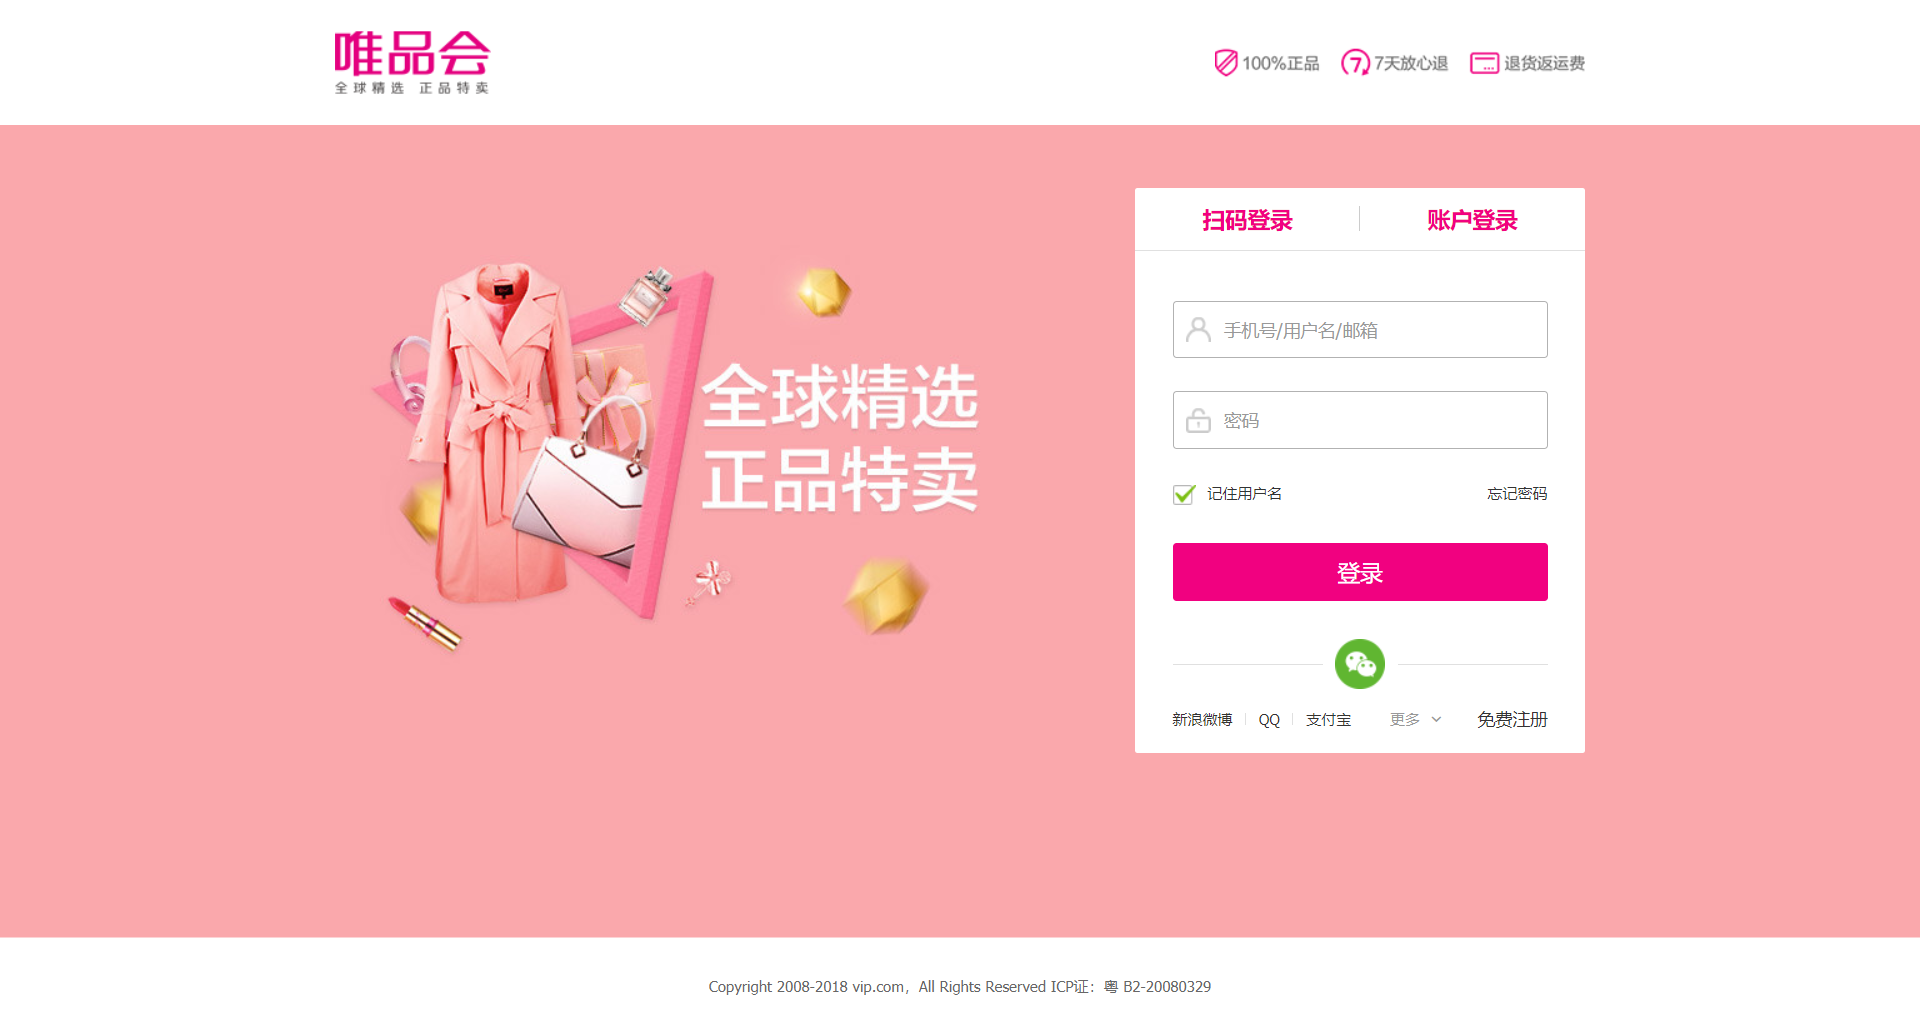 唯品会
全球精选 正品特卖
100%正品
7天放心退
退货返运费
扫码登录
账户登录
手机号/用户名/邮箱
全球精选
正品特卖
密码
记住用户名
忘记密码
登录
新浪微博
QQ
支付宝
更多
免费注册
Copyright 2008-2018 vip.com，All Rights Reserved ICP证：粤 B2-20080329